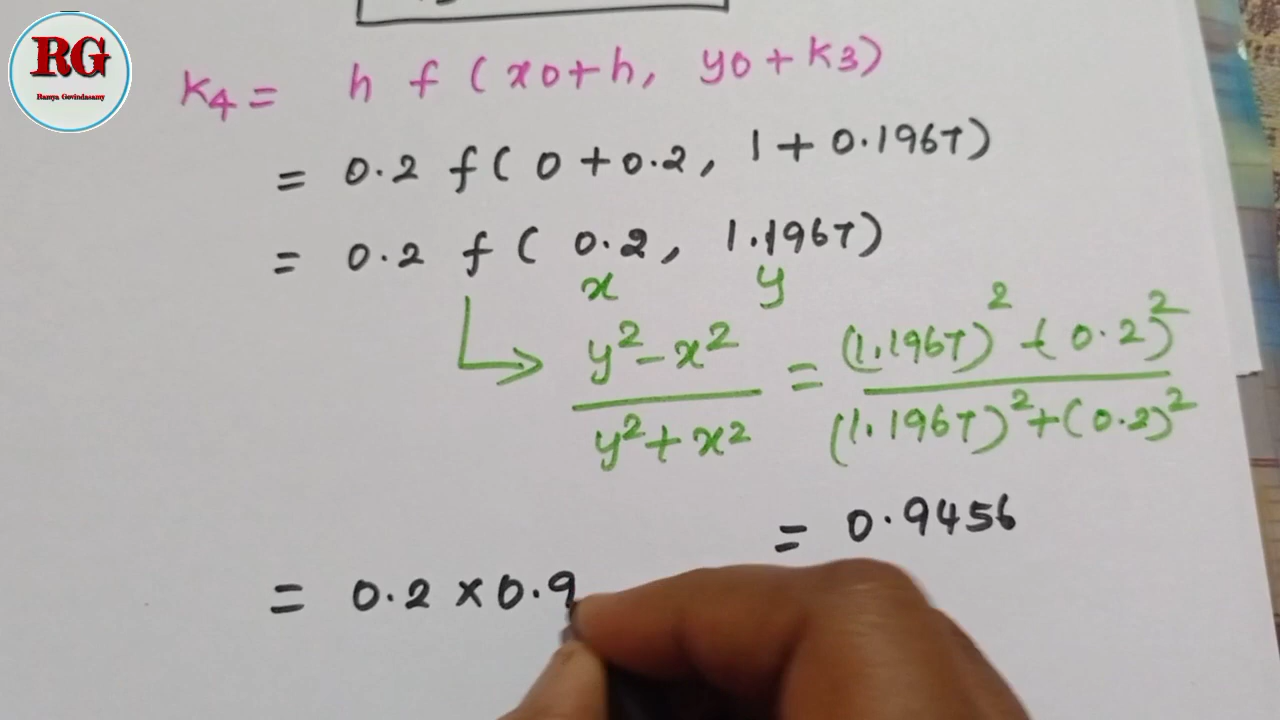 RG
Ramya Govindasamy
K4 = h f (x0+h, y0+K3)
= 0.2 f(0+0.2, 1+0.1967)
= 0.2 f(0.2, 1.1967)
x y
y²-x² / y²+x² = (1.1967)²-(0.2)² / (1.1967)²+(0.2)²
= 0.9456
= 0.2×0.9